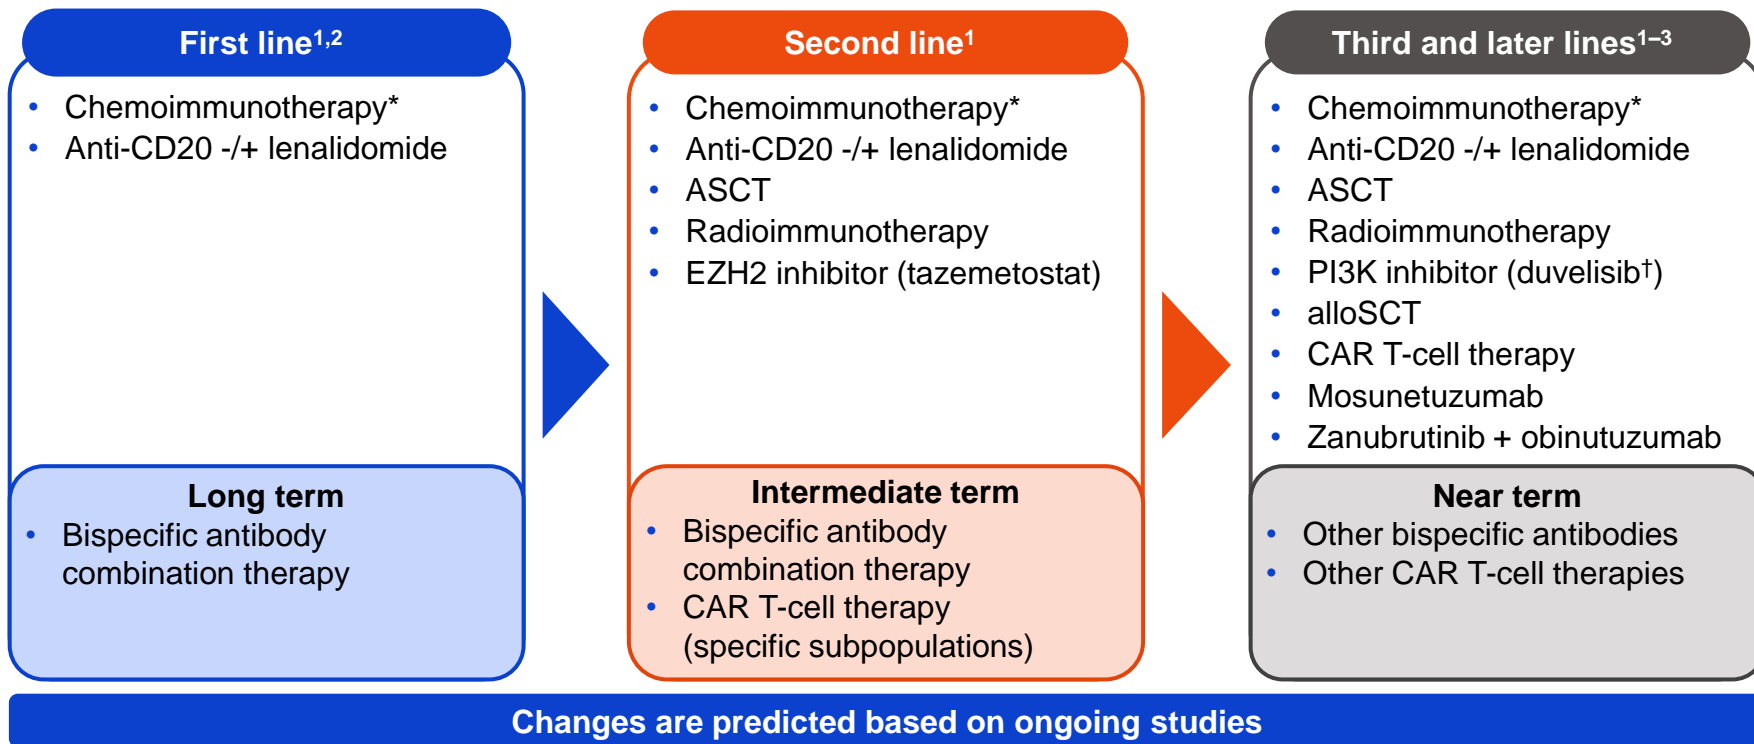 First line¹,²
• Chemoimmunotherapy*
• Anti-CD20 -/+ lenalidomide
Long term
• Bispecific antibody
combination therapy
Second line¹
• Chemoimmunotherapy*
• Anti-CD20 -/+ lenalidomide
• ASCT
• Radioimmunotherapy
• EZH2 inhibitor (tazemetostat)
Intermediate term
• Bispecific antibody
combination therapy
• CAR T-cell therapy
(specific subpopulations)
Third and later lines¹⁻³
• Chemoimmunotherapy*
• Anti-CD20 -/+ lenalidomide
• ASCT
• Radioimmunotherapy
• PI3K inhibitor (duvelisib†)
• alloSCT
• CAR T-cell therapy
• Mosunetuzumab
• Zanubrutinib + obinutuzumab
Near term
• Other bispecific antibodies
• Other CAR T-cell therapies
Changes are predicted based on ongoing studies